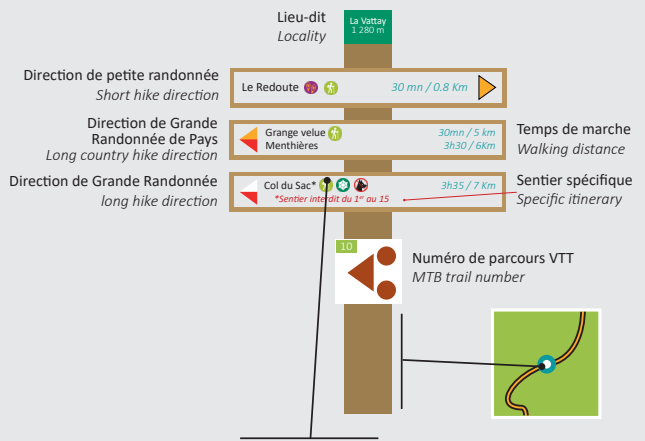 Lieu-dit
Locality
La Vattay
1 280 m
Direction de petite randonnée
Short hike direction
Le Redoute
30 mn / 0.8 Km
Direction de Grande
Randonnée de Pays
Long country hike direction
Grange velue
30mn / 5 km
Menthières
3h30 / 6Km
Temps de marche
Walking distance
Direction de Grande Randonnée
long hike direction
Col du Sac*
3h35 / 7 Km
*Sentier interdit du 1er au 15
Sentier spécifique
Specific itinerary
10
Numéro de parcours VTT
MTB trail number